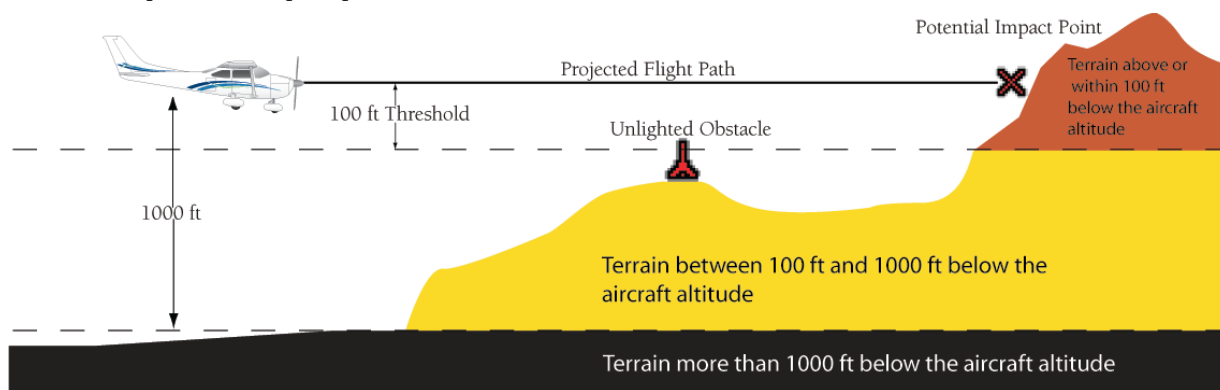 Potential Impact Point
Projected Flight Path
Terrain above or
within 100 ft
below the aircraft
altitude
100 ft Threshold
Unlighted Obstacle
1000 ft
Terrain between 100 ft and 1000 ft below the
aircraft altitude
Terrain more than 1000 ft below the aircraft altitude